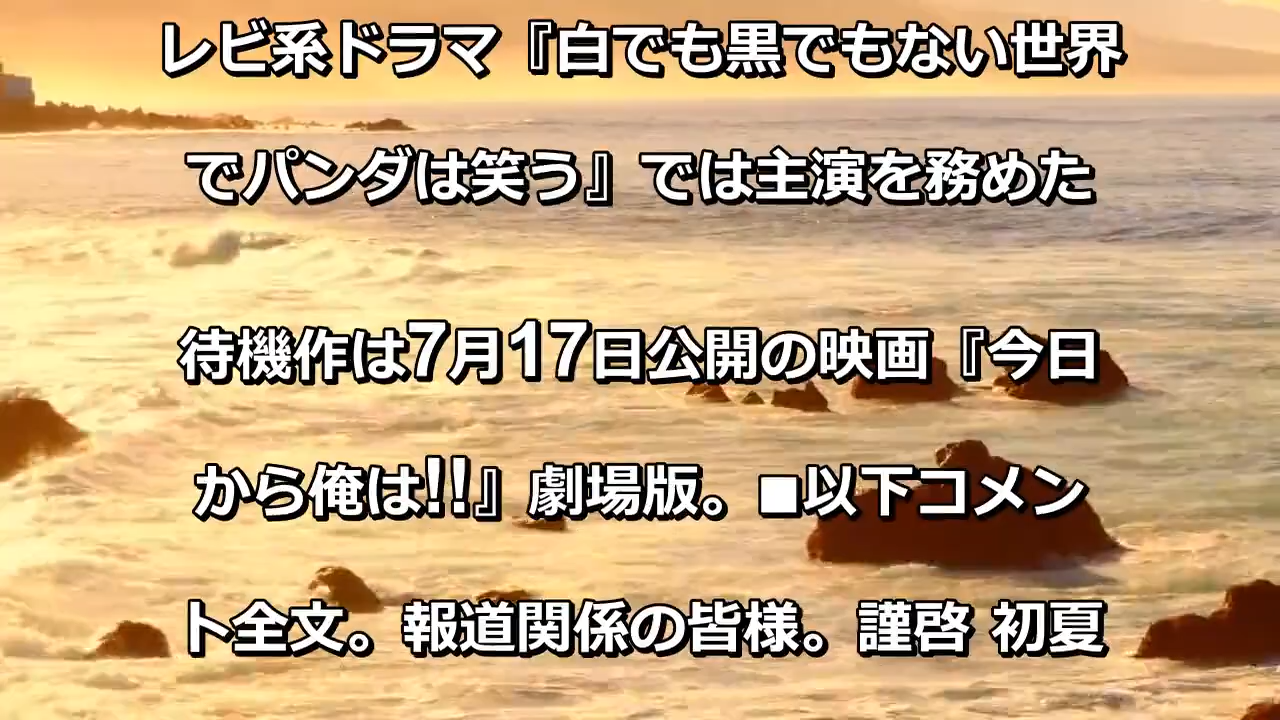 レビ系ドラマ『白でも黒でもない世界
でパンダは笑う』では主演を務めた
待機作は7月17日公開の映画『今日
から俺は!!』劇場版。■以下コメン
ト全文。報道関係の皆様。謹啓 初夏